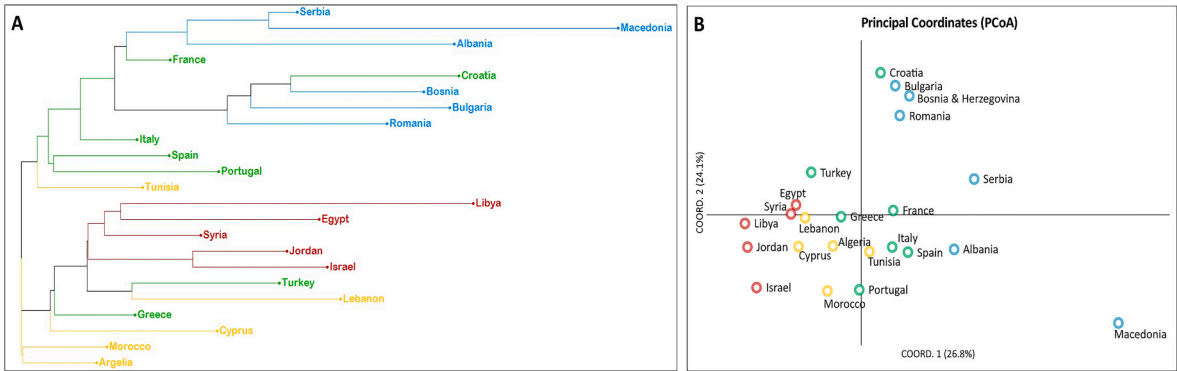 A
Serbia
Macedonia
Albania
France
Croatia
Bosnia
Bulgaria
Romania
Italy
Spain
Portugal
Tunisia
Libya
Egypt
Syria
Jordan
Israel
Turkey
Lebanon
Greece
Cyprus
Morocco
Argelia
B
Principal Coordinates (PCoA)
Croatia
Bulgaria
Bosnia & Herzegovina
Romania
Turkey
Serbia
Egypt
Syria
France
Greece
Libya
Lebanon
Jordan
Cyprus
Algeria
Italy
Tunisia
Spain
Albania
Israel
Morocco
Portugal
Macedonia
COORD. 2 (24.1%)
COORD. 1 (26.8%)